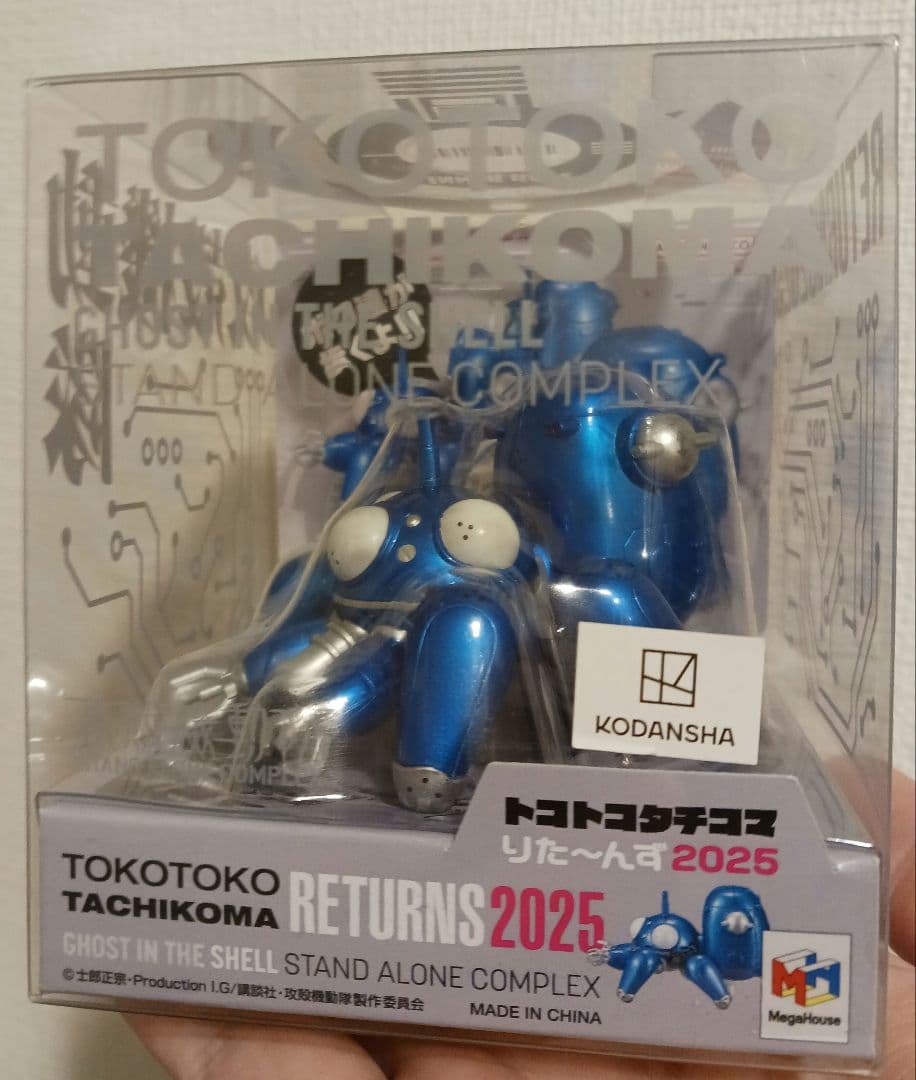 TOKOTOKO
TACHIKOMA
STAND ALONE COMPLEX
KODANSHA
トコトコタチコマ
りた〜んず2025
TOKOTOKO
TACHIKOMA
RETURNS 2025
GHOST IN THE SHELL STAND ALONE COMPLEX
©士郎正宗・Production I.G/講談社・攻殻機動隊製作委員会
MADE IN CHINA
MegaHouse